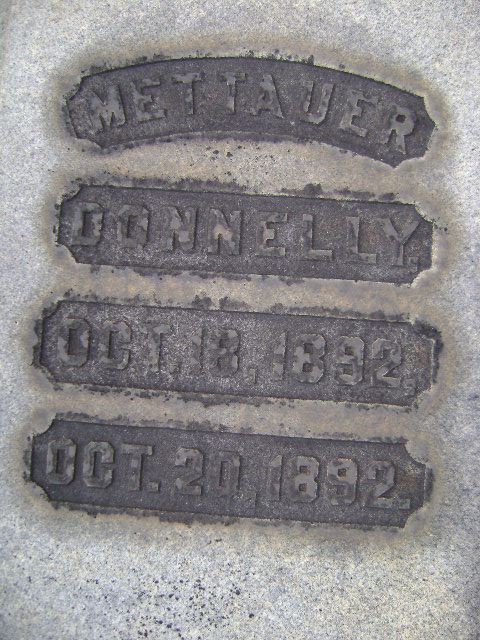 METTAUER
DONNELLY.
OCT. 18, 1892.
OCT. 20, 1892.